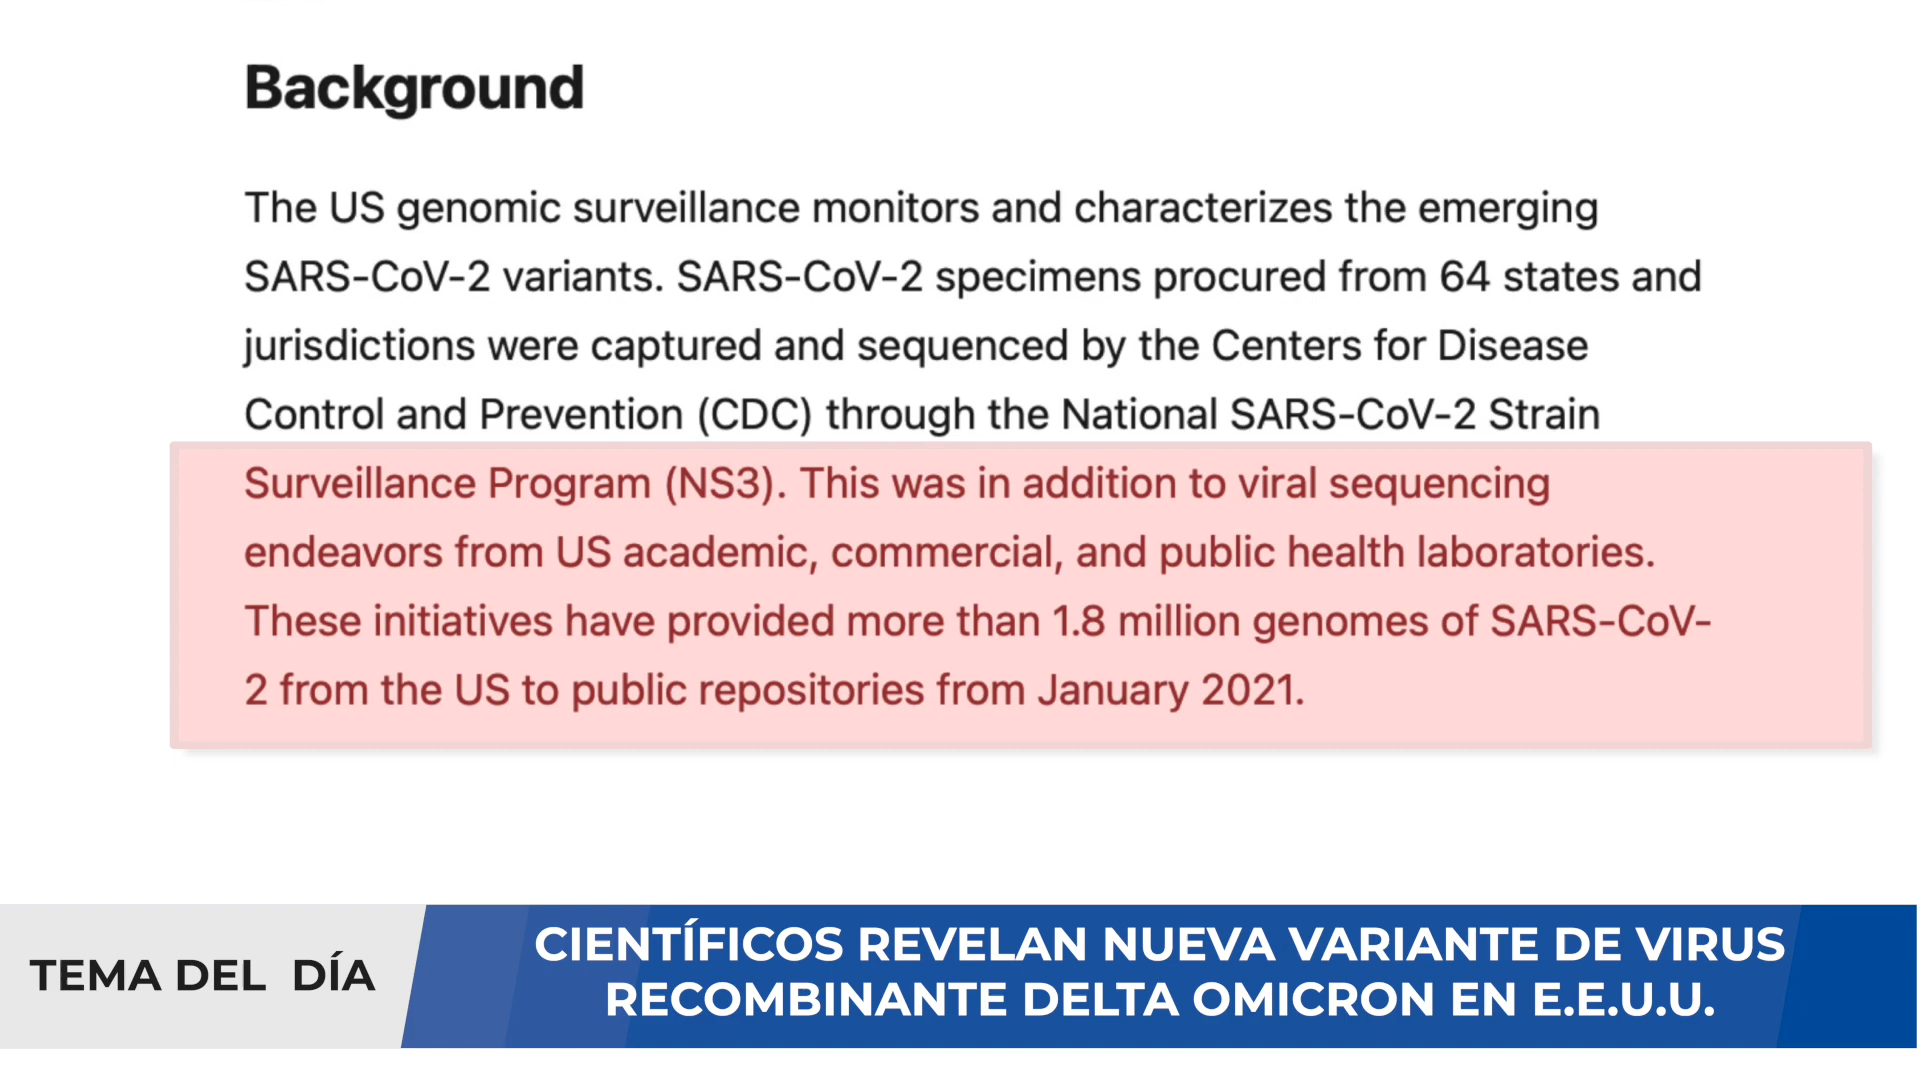 Background
The US genomic surveillance monitors and characterizes the emerging
SARS-CoV-2 variants. SARS-CoV-2 specimens procured from 64 states and
jurisdictions were captured and sequenced by the Centers for Disease
Control and Prevention (CDC) through the National SARS-CoV-2 Strain
Surveillance Program (NS3). This was in addition to viral sequencing
endeavors from US academic, commercial, and public health laboratories.
These initiatives have provided more than 1.8 million genomes of SARS-CoV-
2 from the US to public repositories from January 2021.
TEMA DEL DÍA
CIENTÍFICOS REVELAN NUEVA VARIANTE DE VIRUS
RECOMBINANTE DELTA OMICRON EN E.E.U.U.